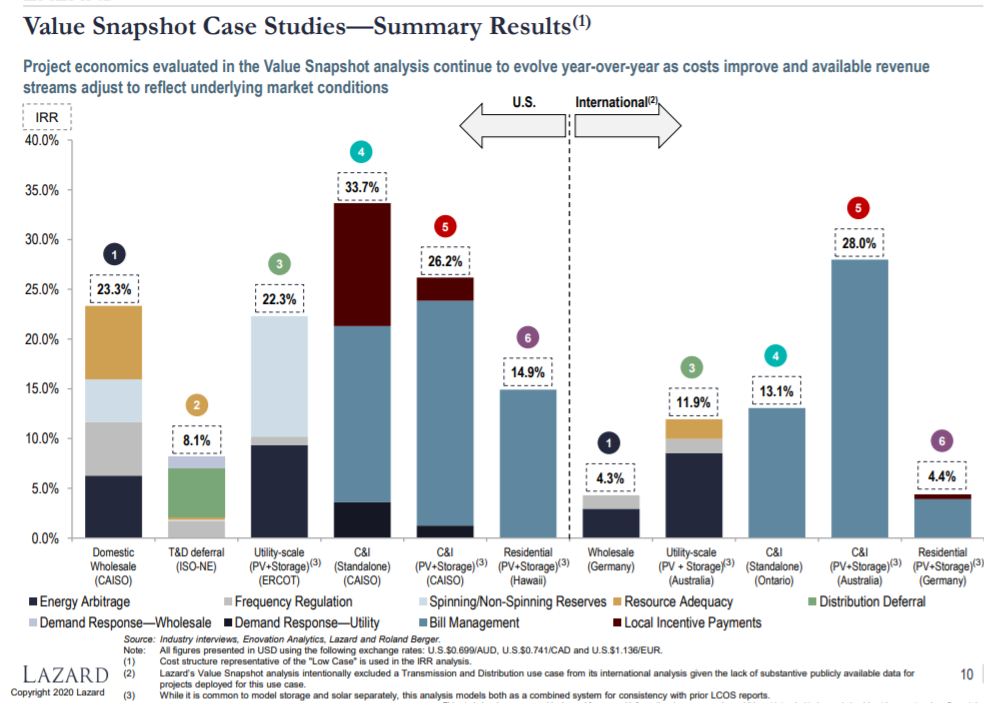 Value Snapshot Case Studies—Summary Results(1)
Project economics evaluated in the Value Snapshot analysis continue to evolve year-over-year as costs improve and available revenue
streams adjust to reflect underlying market conditions
U.S.
International(2)
IRR
40.0%
35.0%
30.0%
25.0%
20.0%
15.0%
10.0%
5.0%
0.0%
1
23.3%
2
8.1%
3
22.3%
4
33.7%
5
26.2%
6
14.9%
1
4.3%
3
11.9%
4
13.1%
5
28.0%
6
4.4%
Domestic
Wholesale
(CAISO)
T&D deferral
(ISO-NE)
Utility-scale
(PV+Storage)(3)
(ERCOT)
C&I
(Standalone)
(CAISO)
C&I
(PV+Storage)(3)
(CAISO)
Residential
(PV+Storage)(3)
(Hawaii)
Wholesale
(Germany)
Utility-scale
(PV + Storage)(3)
(Australia)
C&I
(Standalone)
(Ontario)
C&I
(PV+Storage)(3)
(Australia)
Residential
(PV+Storage)(3)
(Germany)
Energy Arbitrage
Frequency Regulation
Spinning/Non-Spinning Reserves
Resource Adequacy
Distribution Deferral
Demand Response—Wholesale
Demand Response—Utility
Bill Management
Local Incentive Payments
Source: Industry interviews, Enovation Analytics, Lazard and Roland Berger.
Note: All figures presented in USD using the following exchange rates: U.S.$0.699/AUD, U.S.$0.741/CAD and U.S.$1.136/EUR.
(1) Cost structure representative of the "Low Case" is used in the IRR analysis.
(2) Lazard's Value Snapshot analysis intentionally excluded a Transmission and Distribution use case from its international analysis given the lack of substantive publicly available data for
projects deployed for this use case.
(3) While it is common to model storage and solar separately, this analysis models both as a combined system for consistency with prior LCOS reports.
LAZARD
Copyright 2020 Lazard
10